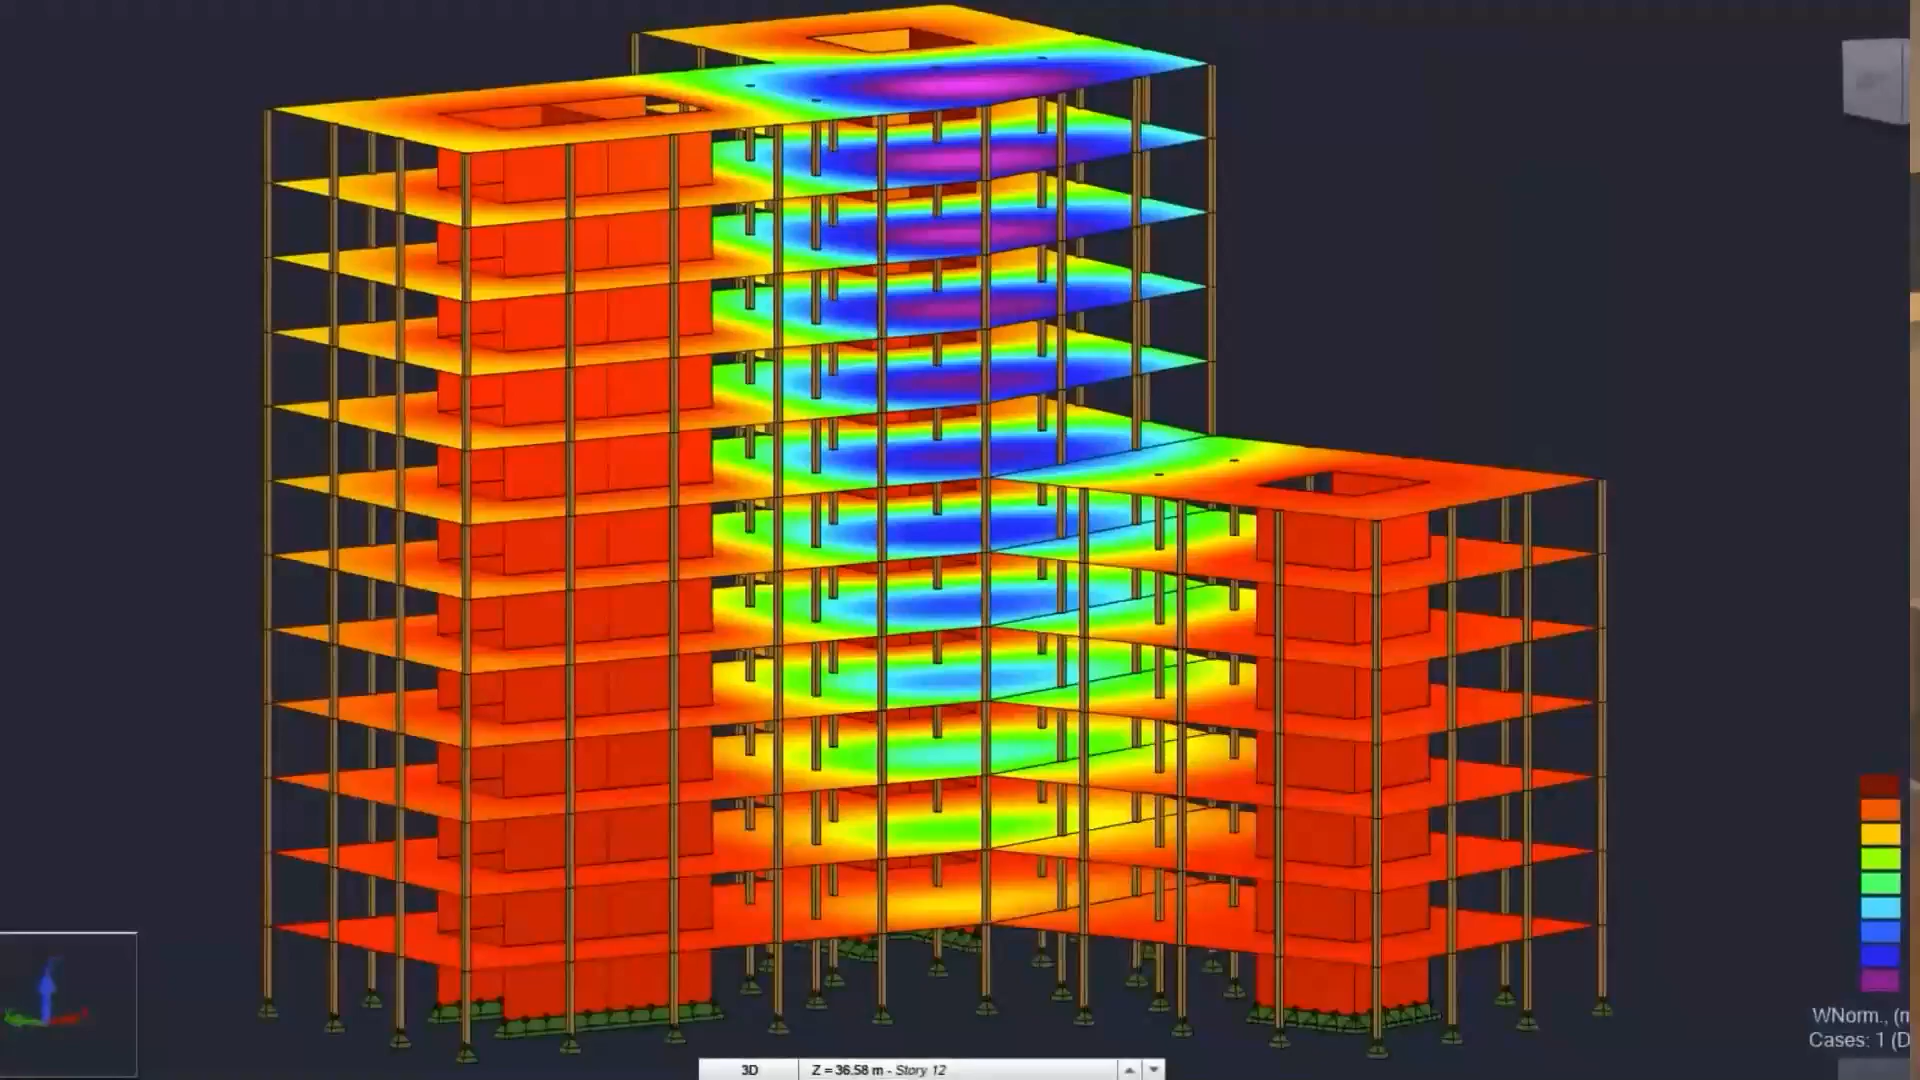 WNorm., (
Cases: 1 (D
3D Z = 36.58 m - Story 12